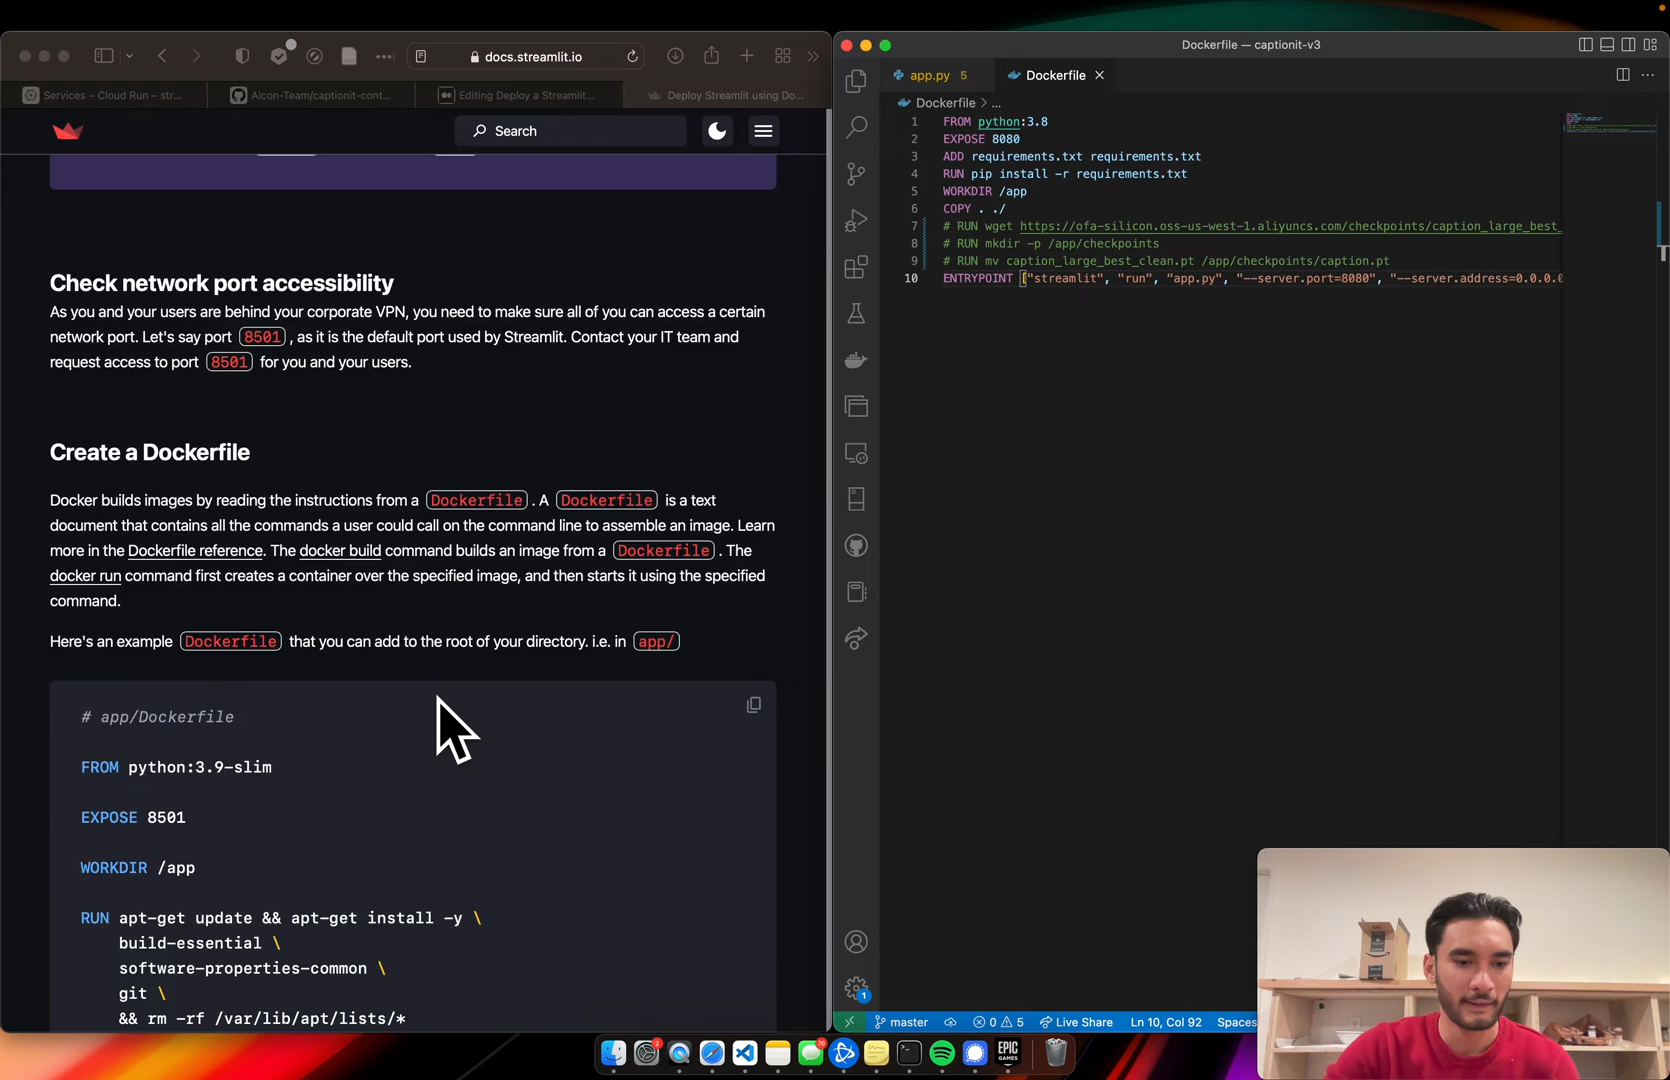 docs.streamlit.io
Services – Cloud Run – str...
Aicon-Team/captionit-cont...
Editing Deploy a Streamlit...
Deploy Streamlit using Do...
Search
Check network port accessibility
As you and your users are behind your corporate VPN, you need to make sure all of you can access a certain
network port. Let's say port 8501 , as it is the default port used by Streamlit. Contact your IT team and
request access to port 8501 for you and your users.
Create a Dockerfile
Docker builds images by reading the instructions from a Dockerfile . A Dockerfile is a text
document that contains all the commands a user could call on the command line to assemble an image. Learn
more in the Dockerfile reference. The docker build command builds an image from a Dockerfile . The
docker run command first creates a container over the specified image, and then starts it using the specified
command.
Here's an example Dockerfile that you can add to the root of your directory. i.e. in app/
# app/Dockerfile
FROM python:3.9-slim
EXPOSE 8501
WORKDIR /app
RUN apt-get update && apt-get install -y \
build-essential \
software-properties-common \
git \
&& rm -rf /var/lib/apt/lists/*
Dockerfile — captionit-v3
app.py 5
Dockerfile
Dockerfile > ...
1 FROM python:3.8
2 EXPOSE 8080
3 ADD requirements.txt requirements.txt
4 RUN pip install -r requirements.txt
5 WORKDIR /app
6 COPY . ./
7 # RUN wget https://ofa-silicon.oss-us-west-1.aliyuncs.com/checkpoints/caption_large_best_
8 # RUN mkdir -p /app/checkpoints
9 # RUN mv caption_large_best_clean.pt /app/checkpoints/caption.pt
10 ENTRYPOINT ["streamlit", "run", "app.py", "--server.port=8080", "--server.address=0.0.0.0
1
master
0 5
Live Share
Ln 10, Col 92
Spaces
2
76
EPIC
GAMES